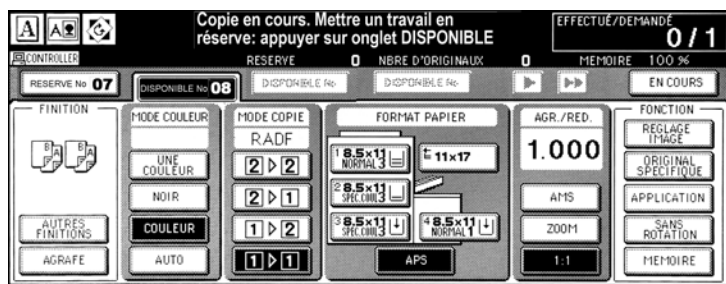 Copie en cours. Mettre un travail en
réserve: appuyer sur onglet DISPONIBLE
EFFECTUÉ/DEMANDÉ
0 / 1
CONTROLLER
RESERVE 0 NBRE D'ORIGINAUX 0 MEMOIRE 100 %
RESERVE No 07
DISPONIBLE No 08
DISPONIBLE No
DISPONIBLE No
EN COURS
FINITION
B A B A
AUTRES
FINITIONS
AGRAFE
MODE COULEUR
UNE
COULEUR
NOIR
COULEUR
AUTO
MODE COPIE
RADF
2 ▷ 2
2 ▷ 1
1 ▷ 2
1 ▷ 1
FORMAT PAPIER
1 8.5x11
NORMAL 3
11×17
2 8.5x11
SPEC.COUL 3
3 8.5x11
SPEC.COUL 3
4 8.5x11
NORMAL 1
APS
AGR./RED.
1.000
AMS
ZOOM
1:1
FONCTION
REGLAGE
IMAGE
ORIGINAL
SPECIFIQUE
APPLICATION
SANS
ROTATION
MEMOIRE